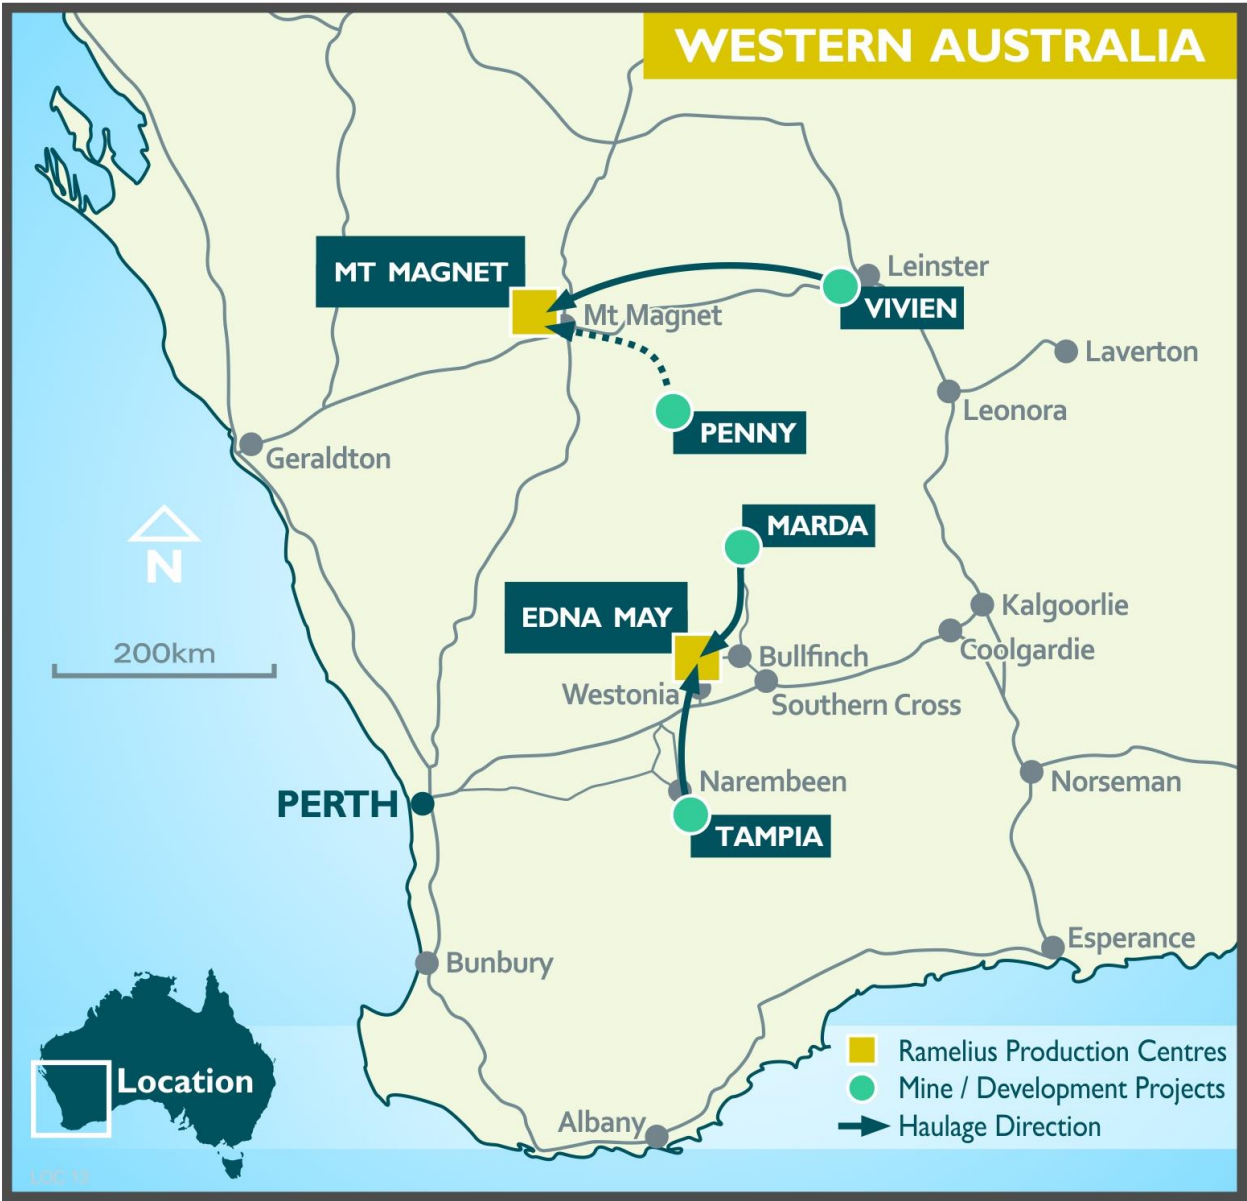 WESTERN AUSTRALIA
MT MAGNET
Leinster
VIVIEN
Mt Magnet
Laverton
Leonora
PENNY
Geraldton
MARDA
N
EDNA MAY
Kalgoorlie
Coolgardie
200km
Bullfinch
Westonia
Southern Cross
Narembeen
Norseman
PERTH
TAMPIA
Esperance
Bunbury
Location
Ramelius Production Centres
Mine / Development Projects
Haulage Direction
Albany